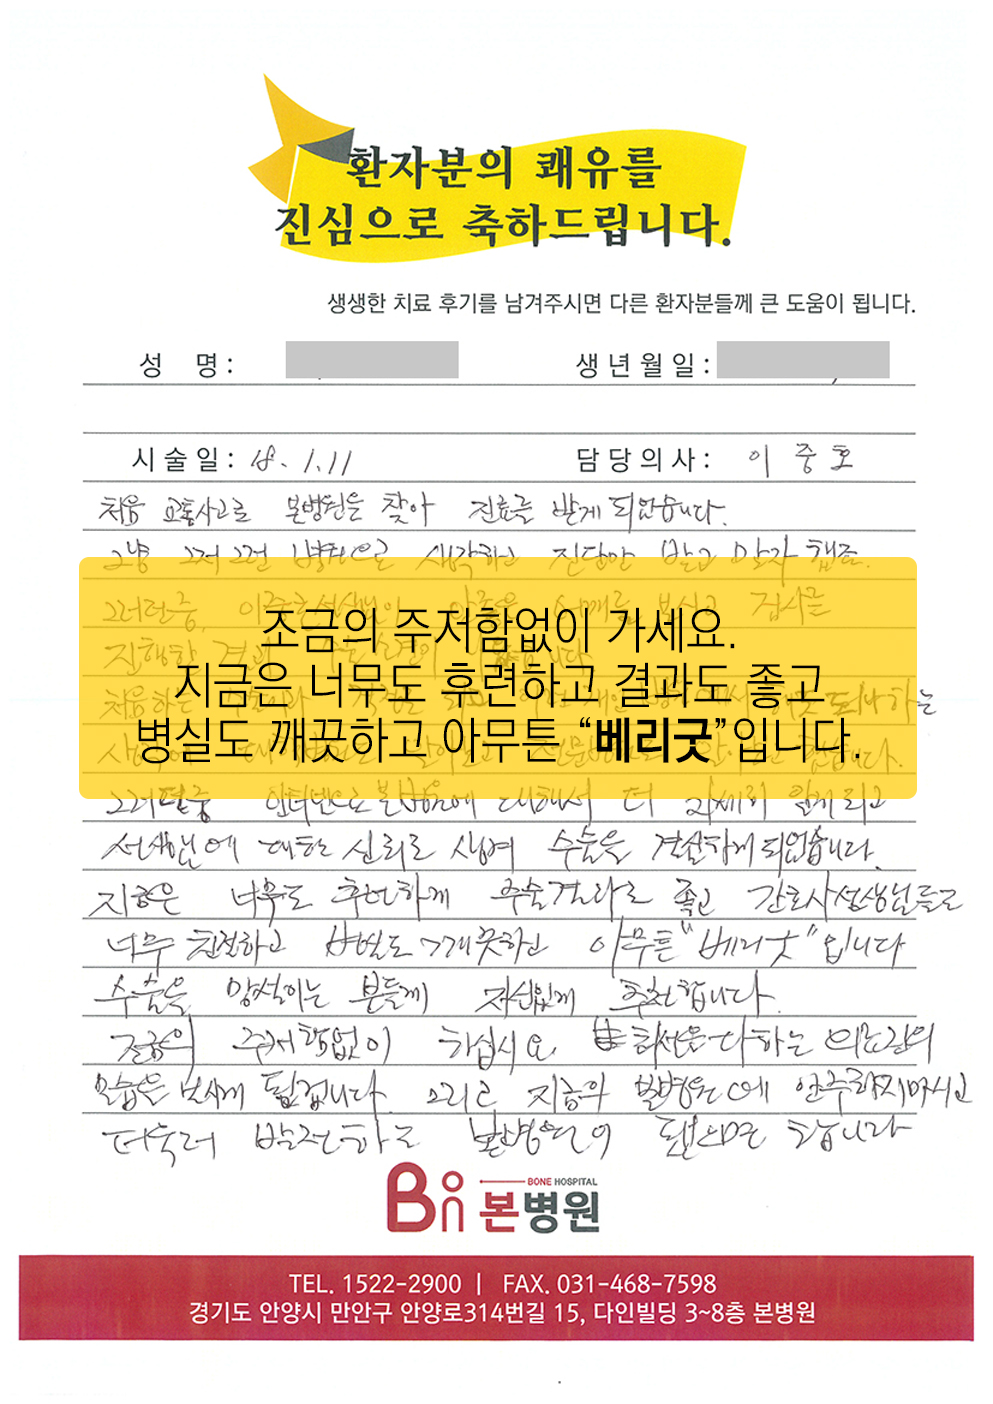 환자분의 쾌유를
진심으로 축하드립니다.
생생한 치료 후기를 남겨주시면 다른 환자분들께 큰 도움이 됩니다.
성 명 :
생 년 월 일 :
시 술 일 : 18. 1. 11
담 당 의 사 : 이 중 호
처음 교통사고로 본병원을 찾아 진료를 받게 되었습니다.
그냥 그저 그런 병원으로 생각하고 진단만 받고 말자 했음.
그러던중,
조금의 주저함없이 가세요.
지금은 너무도 후련하고 결과도 좋고
병실도 깨끗하고 아무튼 “베리굿”입니다.
그러던중 인터넷으로 본병원에 대해서 더 자세히 알게 되고
선생님에 대한 신뢰로 생겨 수술을 결심하게 되었습니다.
지금은 너무도 후련하게 수술결과로 좋고 간호사선생님들도
너무 친절하고 병실도 깨끗하고 아무튼 "베리굿" 입니다
수술을 망설이는 분들께 자신있게 추천합니다.
조금의 주저함없이 하십시요 최선을 다하는 의료진의
모습을 보시게 될겁니다. 그리고 지금의 본병원에 안주하지마시고
더욱더 발전하는 본병원이 됬으면 합니다
BONE HOSPITAL
본병원
TEL. 1522-2900 | FAX. 031-468-7598
경기도 안양시 만안구 안양로314번길 15, 다인빌딩 3~8층 본병원